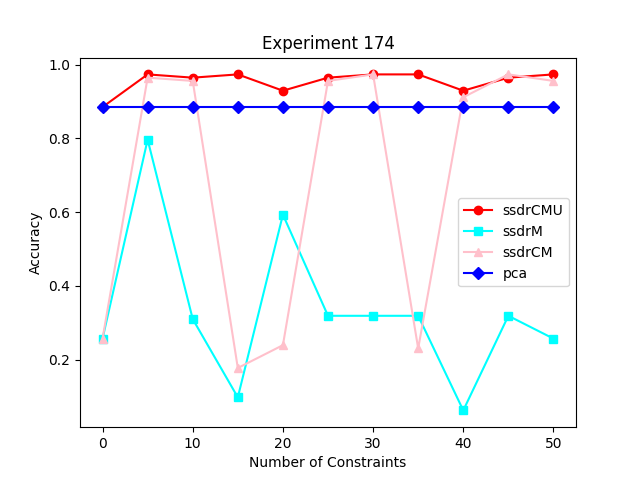 Experiment 174
1.0
0.8
0.6
0.4
0.2
Accuracy
ssdrCMU
ssdrM
ssdrCM
pca
0 10 20 30 40 50
Number of Constraints